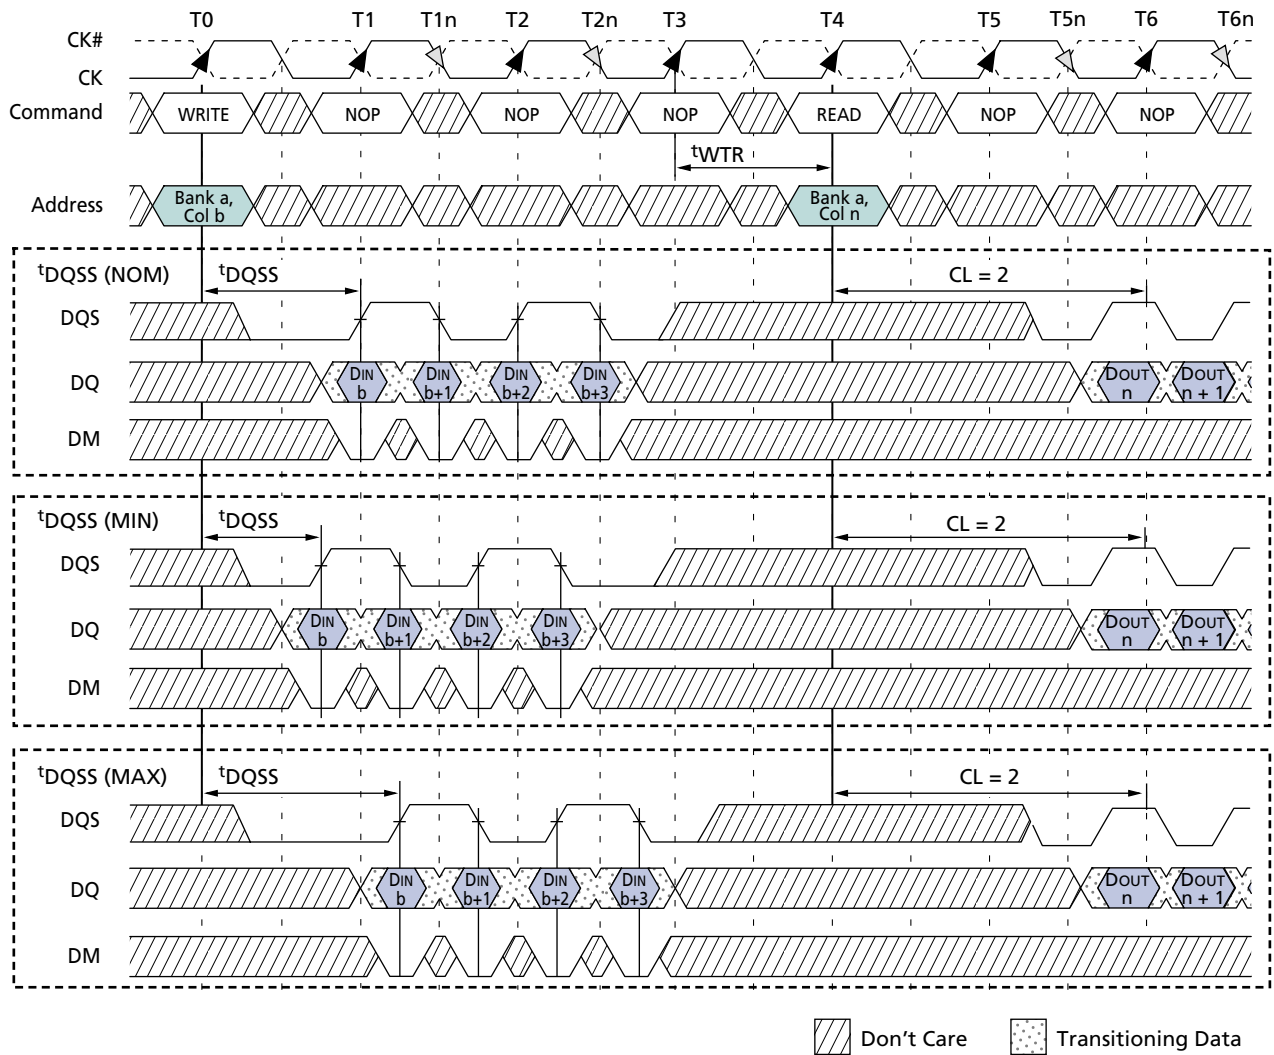 T0 T1 T1n T2 T2n T3 T4 T5 T5n T6 T6n
CK#
CK
Command WRITE NOP NOP NOP READ NOP NOP
tWTR
Address Bank a, Col b Bank a, Col n
tDQSS (NOM) tDQSS CL = 2
DQS
DQ DIN b DIN b+1 DIN b+2 DIN b+3 DOUT n DOUT n + 1
DM
tDQSS (MIN) tDQSS CL = 2
DQS
DQ DIN b DIN b+1 DIN b+2 DIN b+3 DOUT n DOUT n + 1
DM
tDQSS (MAX) tDQSS CL = 2
DQS
DQ DIN b DIN b+1 DIN b+2 DIN b+3 DOUT n DOUT n + 1
DM
Don't Care Transitioning Data